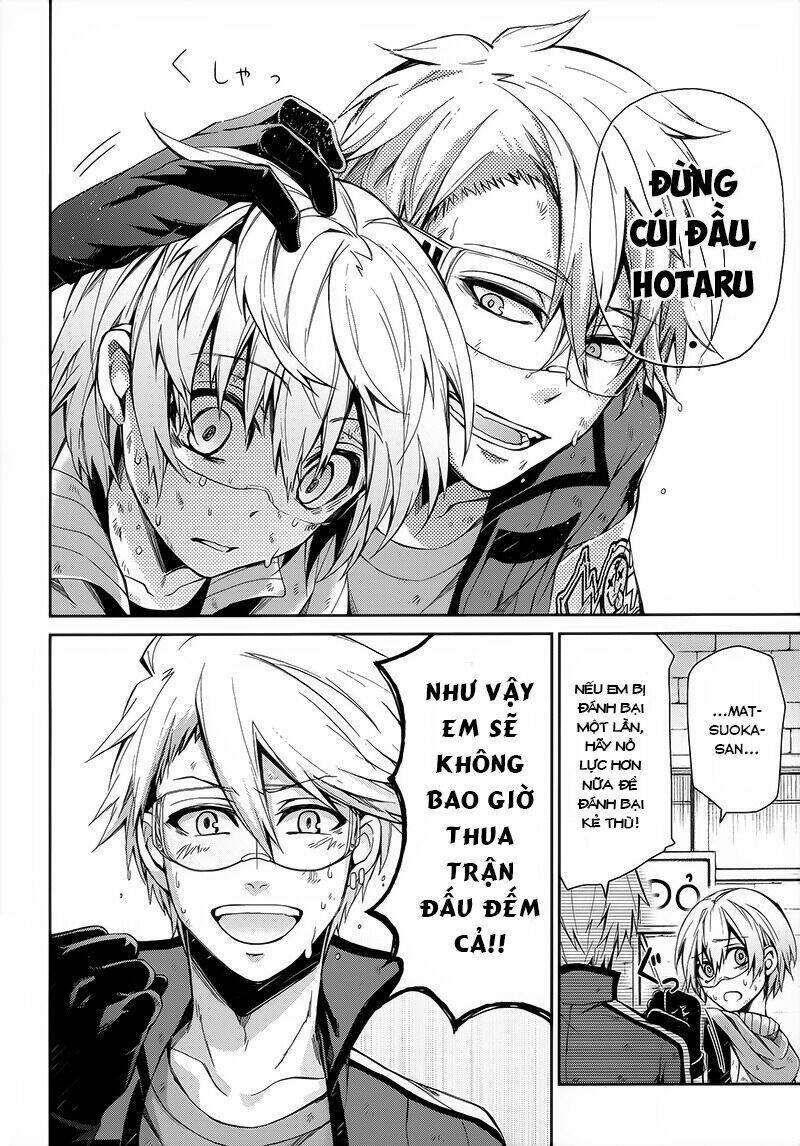 くしゃっ
ĐỪNG
CÚI ĐẦU,
HOTARU
...MAT-
SUOKA-
SAN...
NẾU EM BỊ
ĐÁNH BẠI
MỘT LẦN,
HÃY NỖ
LỰC HƠN
NỮA ĐỂ
ĐÁNH BẠI
KẺ THÙ!
ĐỎ
NHƯ VẬY
EM SẼ
KHÔNG
BAO GIỜ
THUA
TRẬN
ĐẤU ĐẾM
CẢ!!